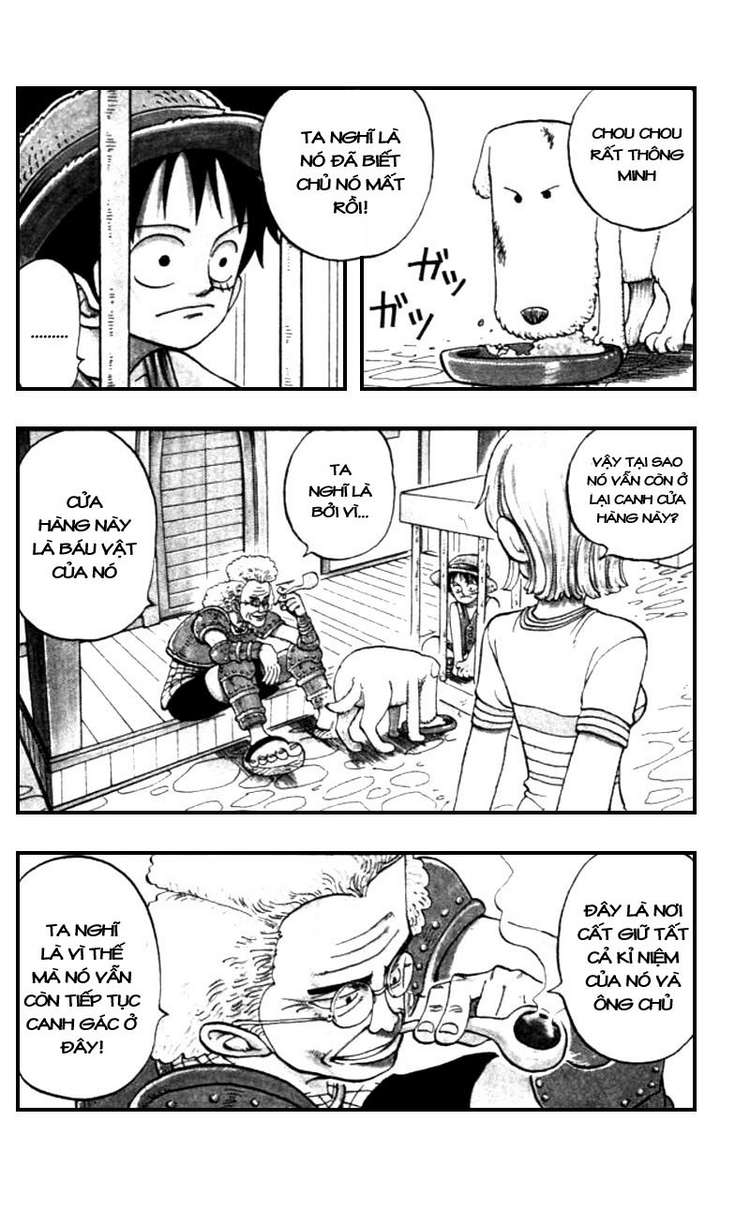 CHOU CHOU
RẤT THÔNG
MINH
TA NGHĨ LÀ
NÓ ĐÃ BIẾT
CHỦ NÓ MẤT
RỒI!
..........
ガツ
ガツ
VẬY TẠI SAO
NÓ VẪN CÒN Ở
LẠI CANH CỬA
HÀNG NÀY?
TA
NGHĨ LÀ
BỞI VÌ...
CỬA
HÀNG NÀY
LÀ BÁU VẬT
CỦA NÓ
ĐÂY LÀ NƠI
CẤT GIỮ TẤT
CẢ KỈ NIỆM
CỦA NÓ VÀ
ÔNG CHỦ
TA NGHĨ
LÀ VÌ THẾ
MÀ NÓ VẪN
CÒN TIẾP TỤC
CANH GÁC Ở
ĐÂY!